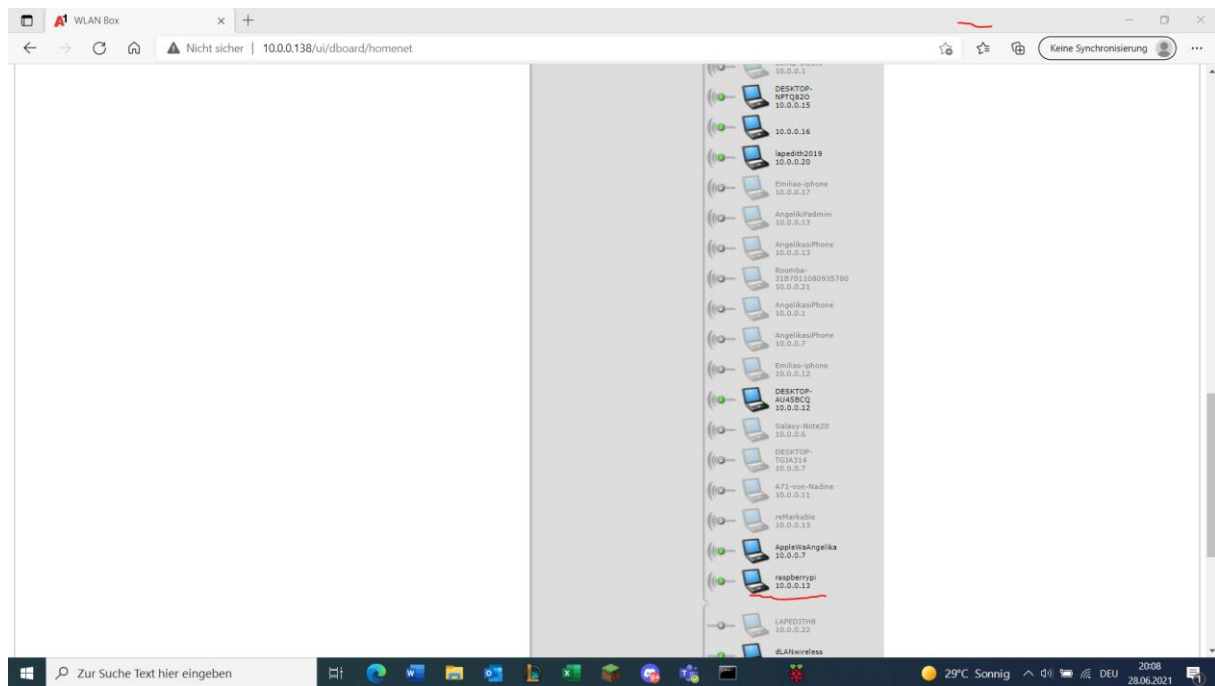 WLAN Box
Nicht sicher | 10.0.0.138/ui/dboard/homenet
Keine Synchronisierung
10.0.0.1
DESKTOP-
NPTQ82O
10.0.0.15
10.0.0.16
lapedith2019
10.0.0.20
Emilias-iphone
10.0.0.17
AngelikiPadmini
10.0.0.13
AngelikasiPhone
10.0.0.13
Roomba-
3187011080935780
10.0.0.21
AngelikasiPhone
10.0.0.1
AngelikasiPhone
10.0.0.7
Emilias-iphone
10.0.0.12
DESKTOP-
AU45BCQ
10.0.0.12
Galaxy-Note20
10.0.0.6
DESKTOP-
TGJA314
10.0.0.7
A71-von-Nadine
10.0.0.11
reMarkable
10.0.0.13
AppleWaAngelika
10.0.0.7
raspberrypi
10.0.0.13
LAPEDITH8
10.0.0.22
dLANwireless
Zur Suche Text hier eingeben
29°C Sonnig
DEU
20:08
28.06.2021